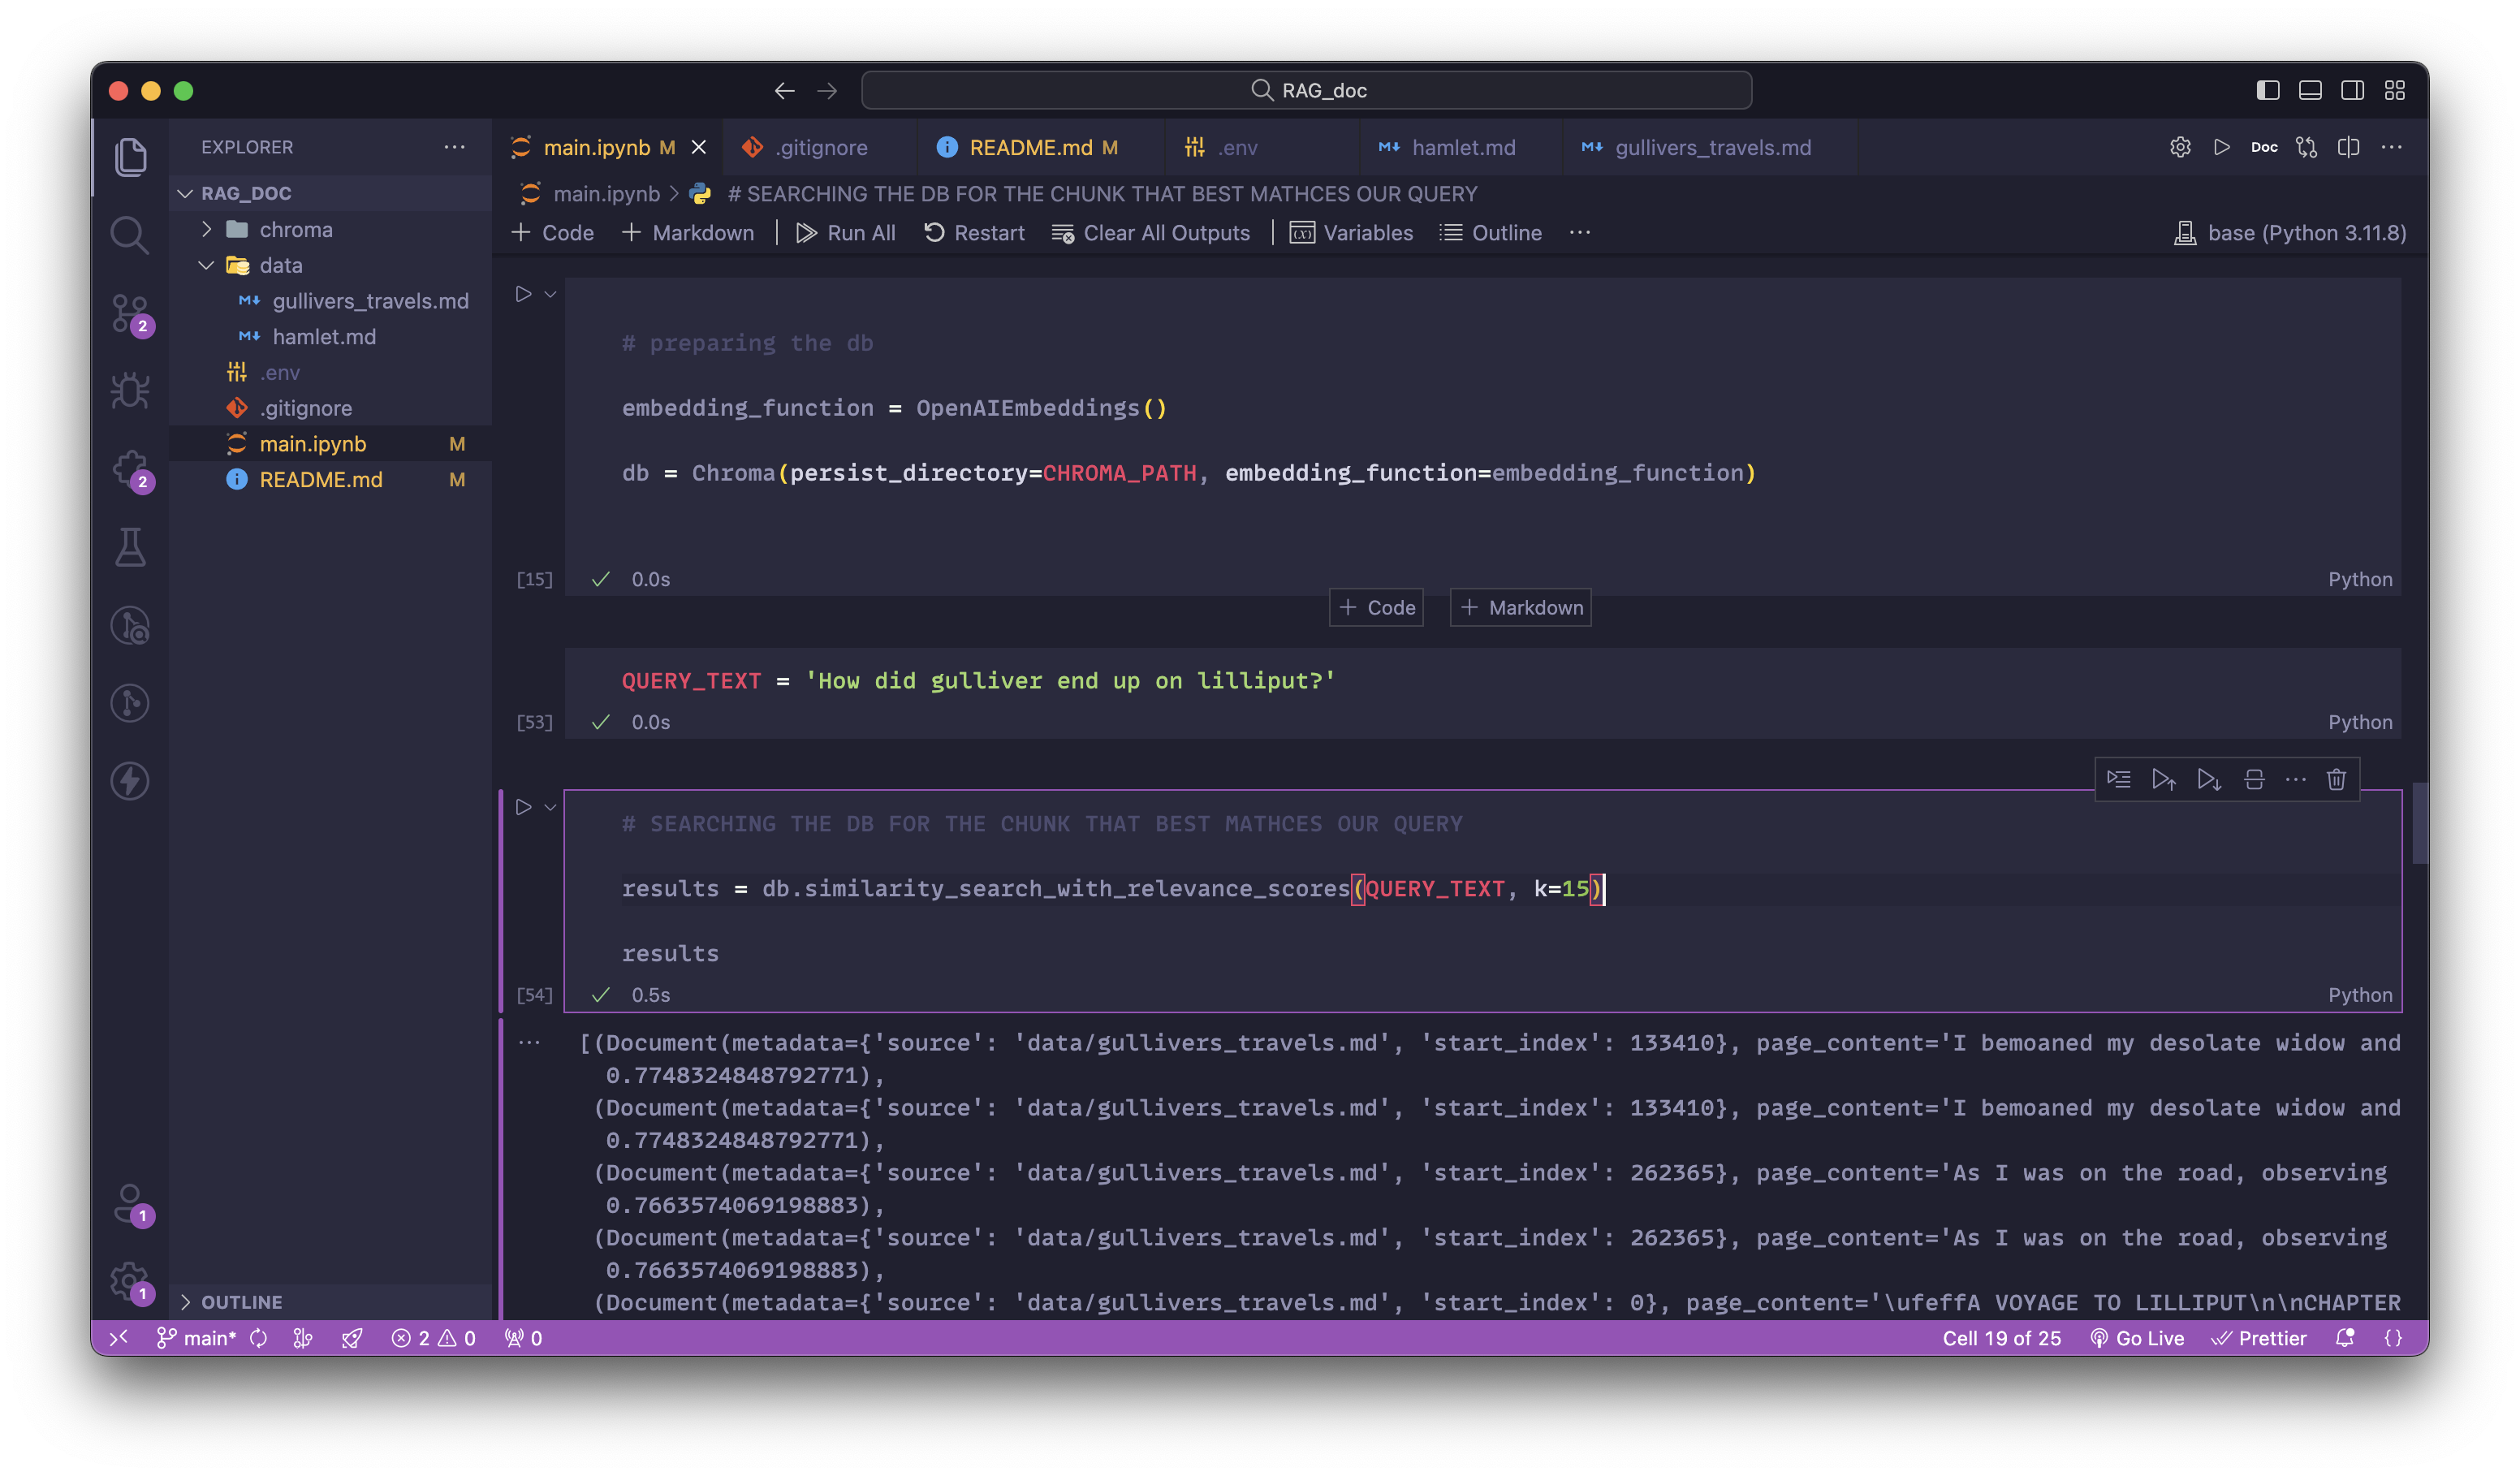 RAG_doc
EXPLORER
main.ipynb M
.gitignore
README.md M
.env
hamlet.md
gullivers_travels.md
Doc
RAG_DOC
main.ipynb
# SEARCHING THE DB FOR THE CHUNK THAT BEST MATHCES OUR QUERY
chroma
data
gullivers_travels.md
hamlet.md
.env
.gitignore
main.ipynb M
README.md M
2
2
1
1
OUTLINE
Code
Markdown
Run All
Restart
Clear All Outputs
Variables
Outline
base (Python 3.11.8)
# preparing the db
embedding_function = OpenAIEmbeddings()
db = Chroma(persist_directory=CHROMA_PATH, embedding_function=embedding_function)
[15] 0.0s Python
+ Code + Markdown
QUERY_TEXT = 'How did gulliver end up on lilliput?'
[53] 0.0s Python
# SEARCHING THE DB FOR THE CHUNK THAT BEST MATHCES OUR QUERY
results = db.similarity_search_with_relevance_scores(QUERY_TEXT, k=15)
results
[54] 0.5s Python
[(Document(metadata={'source': 'data/gullivers_travels.md', 'start_index': 133410}, page_content='I bemoaned my desolate widow and
0.7748324848792771),
(Document(metadata={'source': 'data/gullivers_travels.md', 'start_index': 133410}, page_content='I bemoaned my desolate widow and
0.7748324848792771),
(Document(metadata={'source': 'data/gullivers_travels.md', 'start_index': 262365}, page_content='As I was on the road, observing
0.7663574069198883),
(Document(metadata={'source': 'data/gullivers_travels.md', 'start_index': 262365}, page_content='As I was on the road, observing
0.7663574069198883),
(Document(metadata={'source': 'data/gullivers_travels.md', 'start_index': 0}, page_content='\ufeffA VOYAGE TO LILLIPUT\n\nCHAPTER
main* 2 0 0 Cell 19 of 25 Go Live Prettier {}